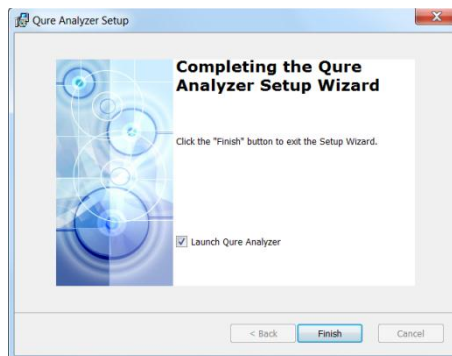 Qure Analyzer Setup
X
Completing the Qure
Analyzer Setup Wizard
Click the "Finish" button to exit the Setup Wizard.
Launch Qure Analyzer
< Back
Finish
Cancel